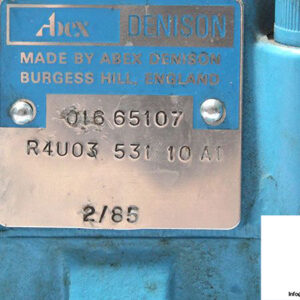 Abex DENISON
MADE BY ABEX DENISON
BURGESS HILL, ENGLAND
016 65107
R4U03 531 10 A1
2/85